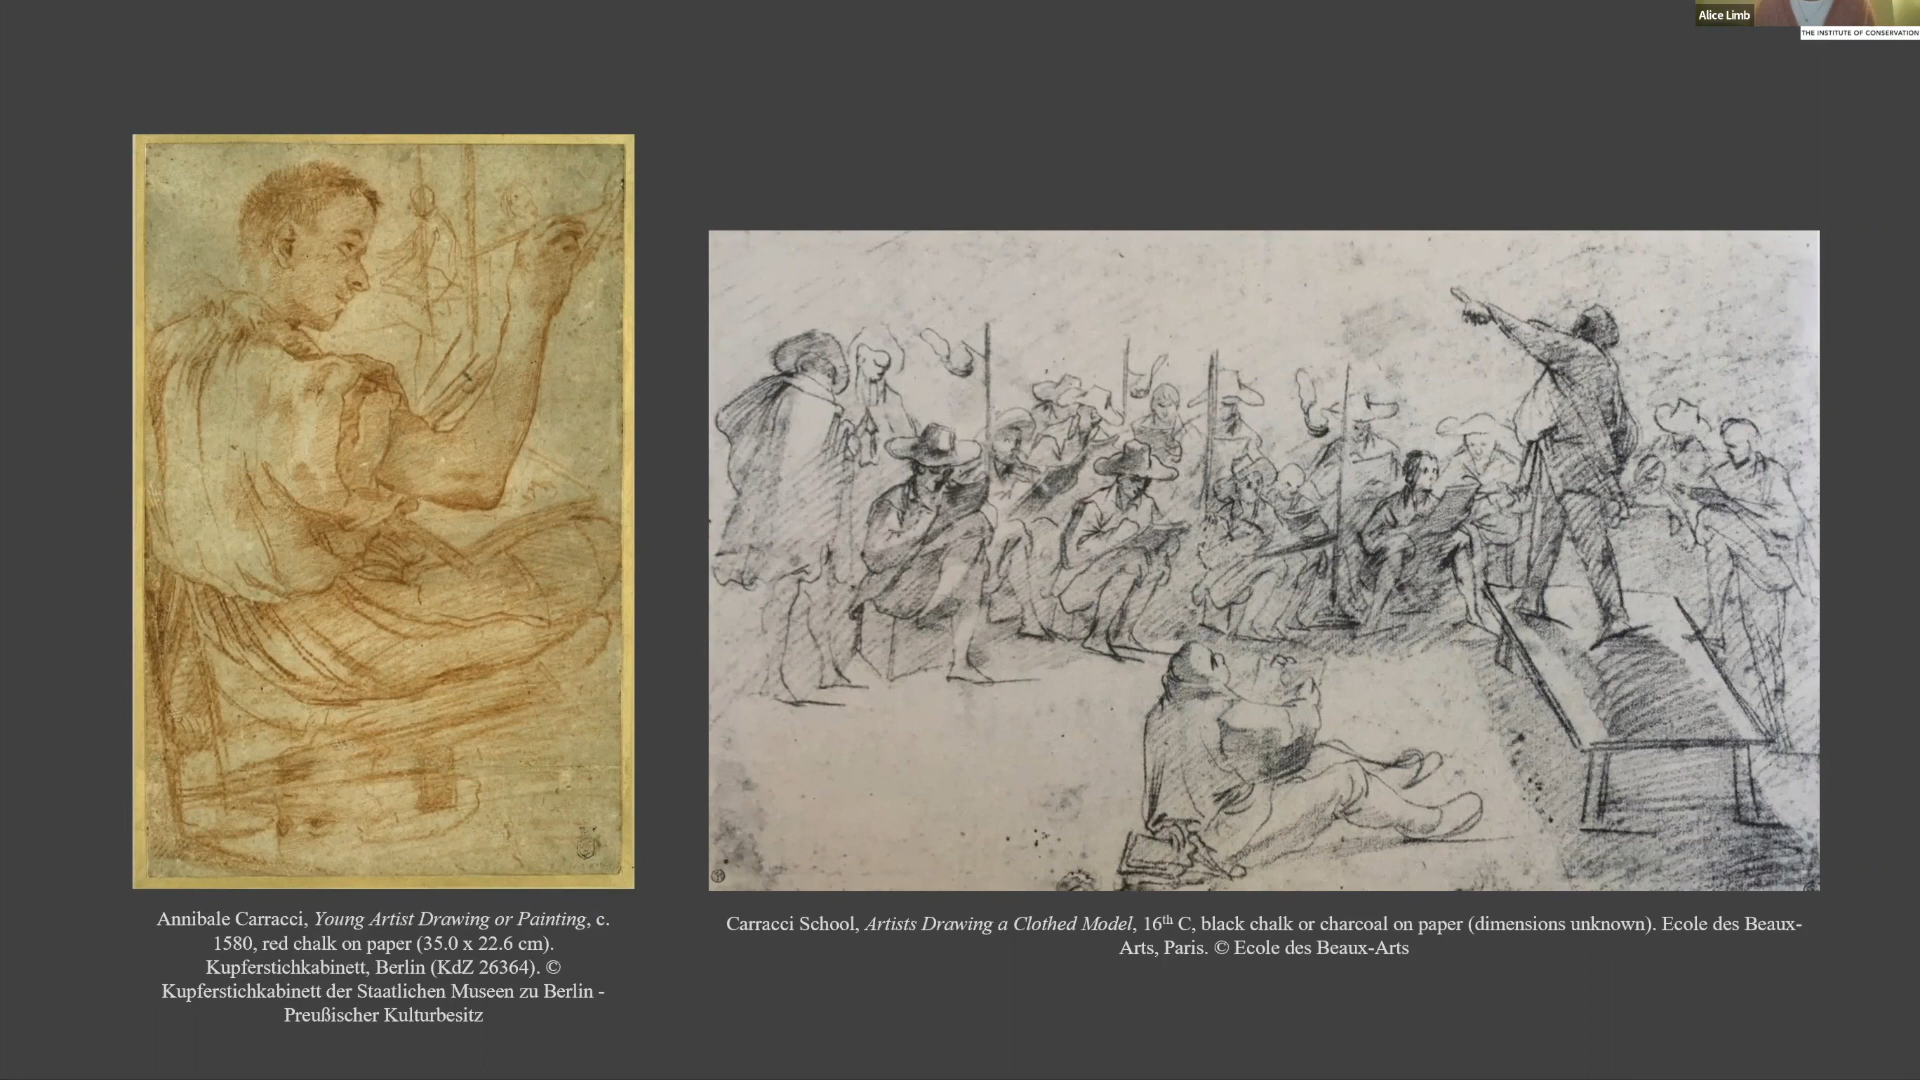 Alice Limb
THE INSTITUTE OF CONSERVATION
Annibale Carracci, Young Artist Drawing or Painting, c.
1580, red chalk on paper (35.0 x 22.6 cm).
Kupferstichkabinett, Berlin (KdZ 26364). ©
Kupferstichkabinett der Staatlichen Museen zu Berlin -
Preußischer Kulturbesitz
Carracci School, Artists Drawing a Clothed Model, 16th C, black chalk or charcoal on paper (dimensions unknown). Ecole des Beaux-
Arts, Paris. © Ecole des Beaux-Arts